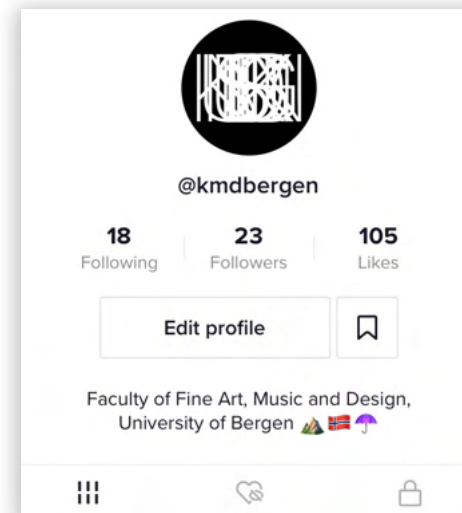 @kmdbergen
18 23 105
Following Followers Likes
Edit profile
Faculty of Fine Art, Music and Design,
University of Bergen ⛰️🇳🇴☂️